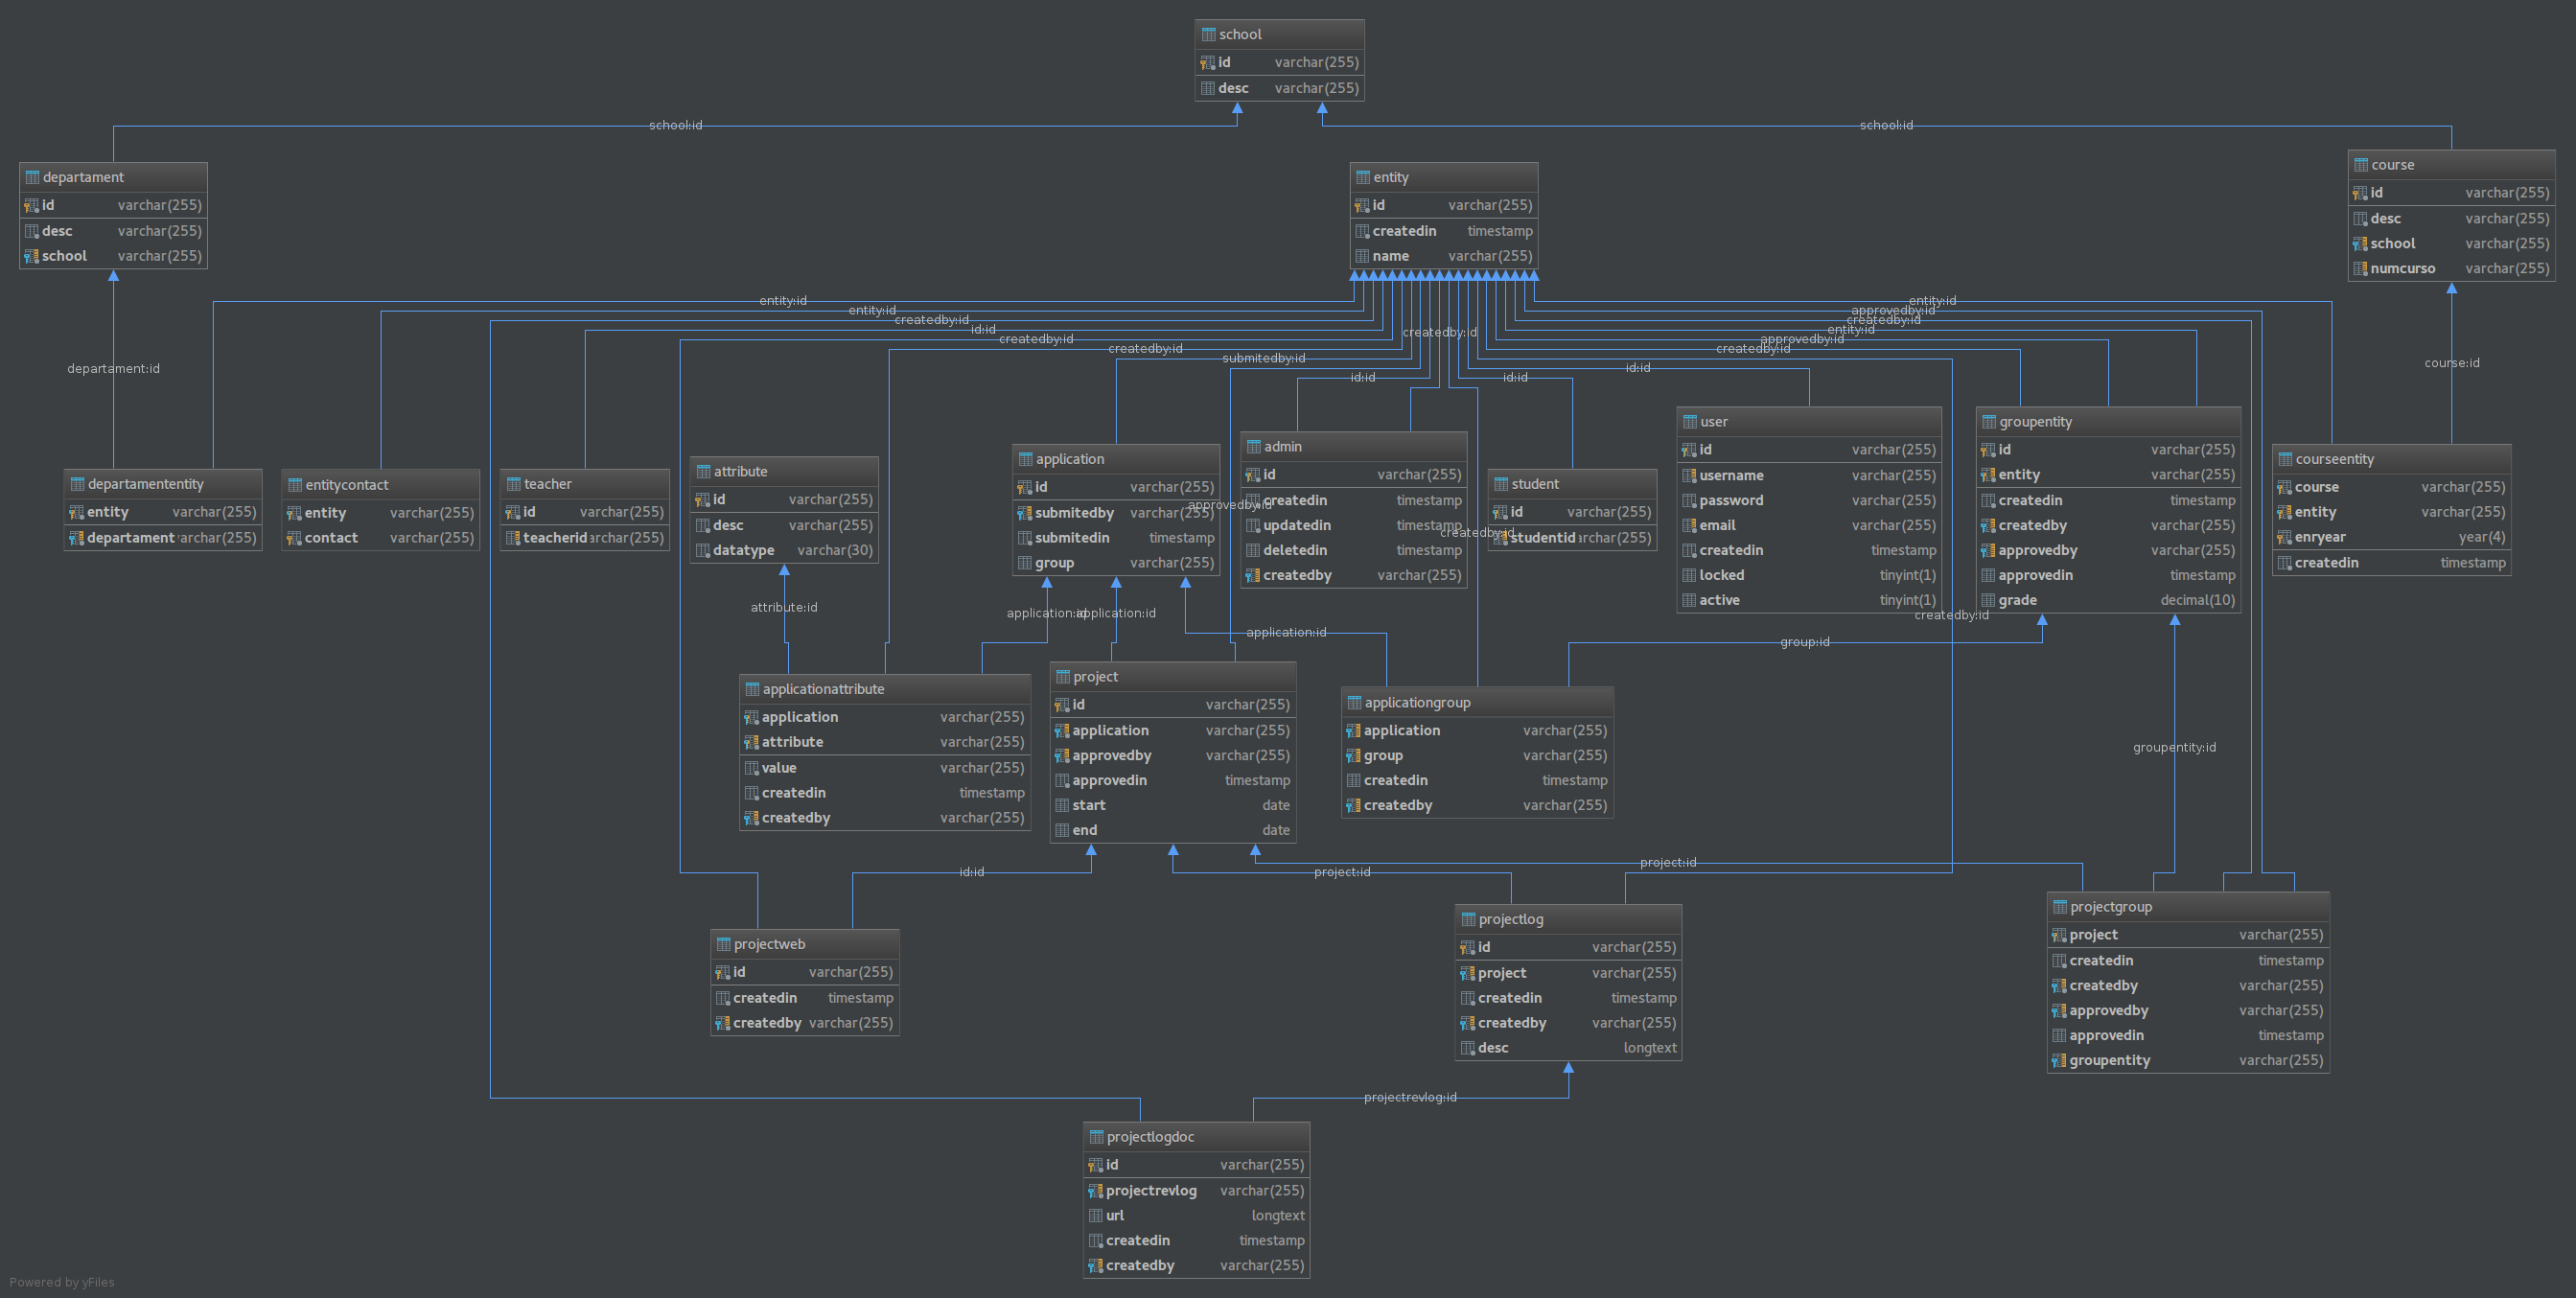 school
id varchar(255)
desc varchar(255)
school:id
school:id
departament
id varchar(255)
desc varchar(255)
school varchar(255)
entity
id varchar(255)
createdin timestamp
name varchar(255)
course
id varchar(255)
desc varchar(255)
school varchar(255)
numcurso varchar(255)
entity:id
entity:id
createdby:id
id:id
createdby:id
createdby:id
submitedby:id
createdby:id
id:id
id:id
id:id
createdby:id
approvedby:id
entity:id
createdby:id
approvedby:id
entity:id
departament:id
course:id
departamententity
entity varchar(255)
departament varchar(255)
entitycontact
entity varchar(255)
contact varchar(255)
teacher
id varchar(255)
teacherid varchar(255)
attribute
id varchar(255)
desc varchar(255)
datatype varchar(30)
application
id varchar(255)
submitedby varchar(255)
submitedin timestamp
group varchar(255)
approvedby:id
admin
id varchar(255)
createdin timestamp
updatedin timestamp
deletedin timestamp
createdby varchar(255)
createdby:id
student
id varchar(255)
studentid varchar(255)
user
id varchar(255)
username varchar(255)
password varchar(255)
email varchar(255)
createdin timestamp
locked tinyint(1)
active tinyint(1)
groupentity
id varchar(255)
entity varchar(255)
createdin timestamp
createdby varchar(255)
approvedby varchar(255)
approvedin timestamp
grade decimal(10)
courseentity
course varchar(255)
entity varchar(255)
enryear year(4)
createdin timestamp
attribute:id
application:id
application:id
application:id
createdby:id
group:id
applicationattribute
application varchar(255)
attribute varchar(255)
value varchar(255)
createdin timestamp
createdby varchar(255)
project
id varchar(255)
application varchar(255)
approvedby varchar(255)
approvedin timestamp
start date
end date
applicationgroup
application varchar(255)
group varchar(255)
createdin timestamp
createdby varchar(255)
groupentity:id
id:id
project:id
project:id
projectweb
id varchar(255)
createdin timestamp
createdby varchar(255)
projectlog
id varchar(255)
project varchar(255)
createdin timestamp
createdby varchar(255)
desc longtext
projectgroup
project varchar(255)
createdin timestamp
createdby varchar(255)
approvedby varchar(255)
approvedin timestamp
groupentity varchar(255)
projectrevlog:id
projectlogdoc
id varchar(255)
projectrevlog varchar(255)
url longtext
createdin timestamp
createdby varchar(255)
Powered by yFiles